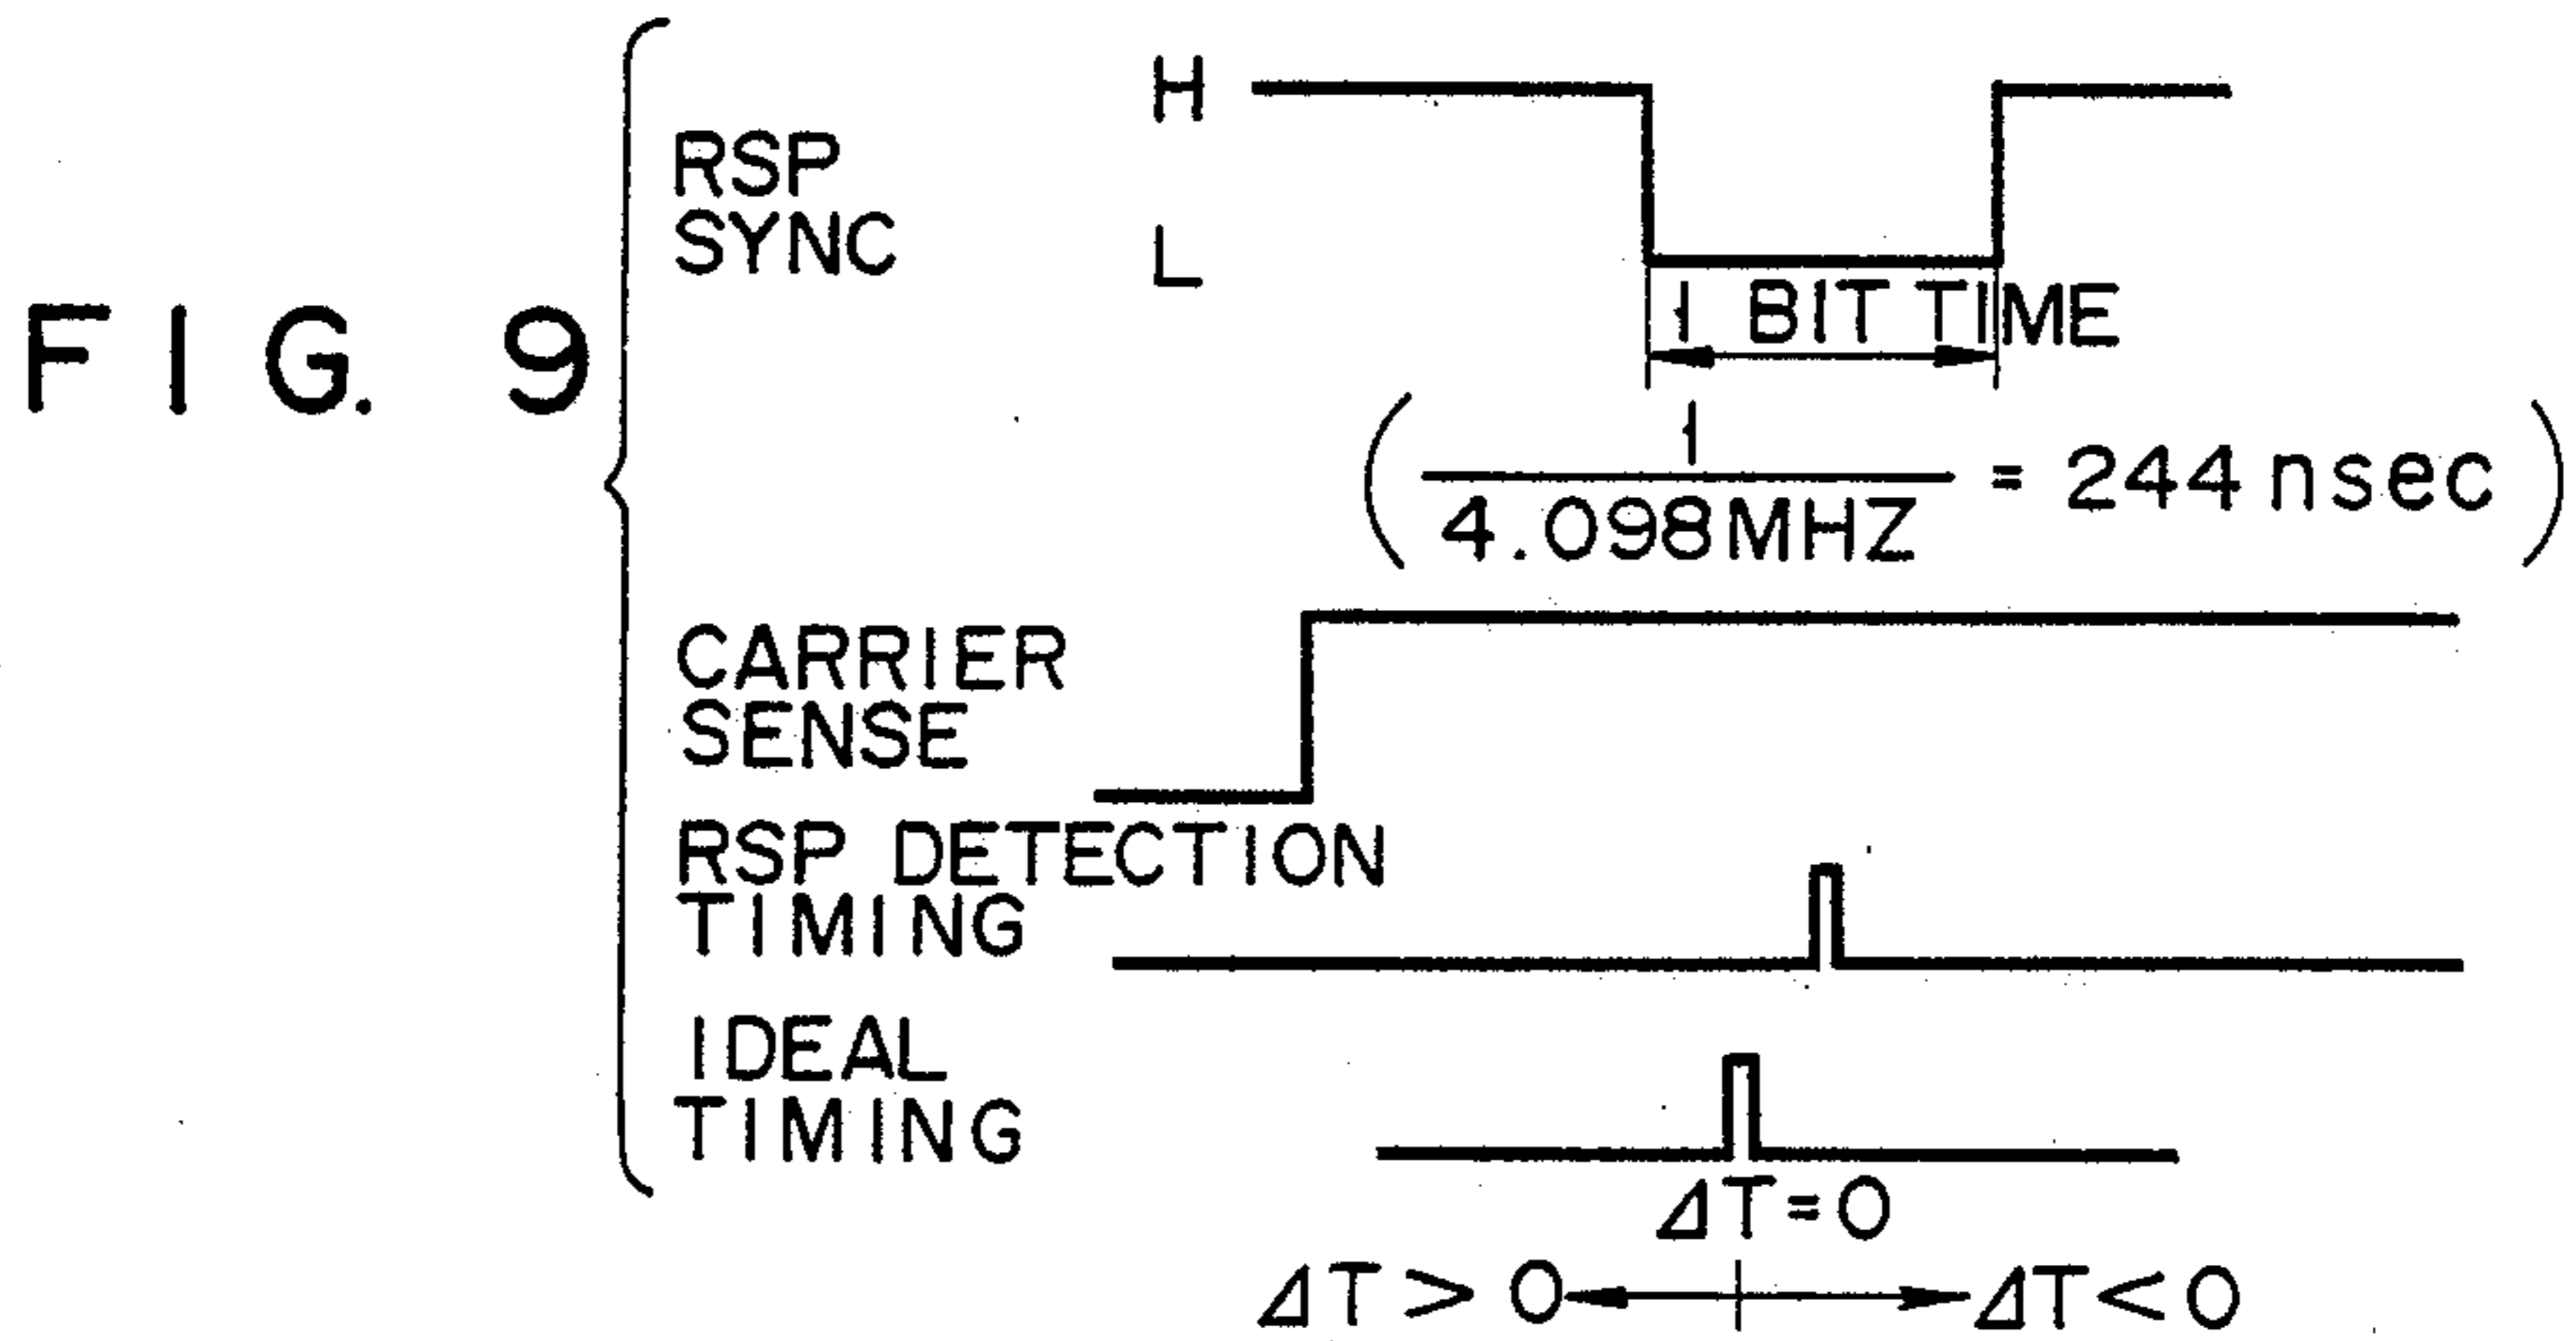 FIG. 9
RSP
SYNC
H
L
1 BIT TIME
( 1 / 4.098MHZ = 244 nsec )
CARRIER
SENSE
RSP DETECTION
TIMING
IDEAL
TIMING
ΔT=0
ΔT>0 ΔT<0